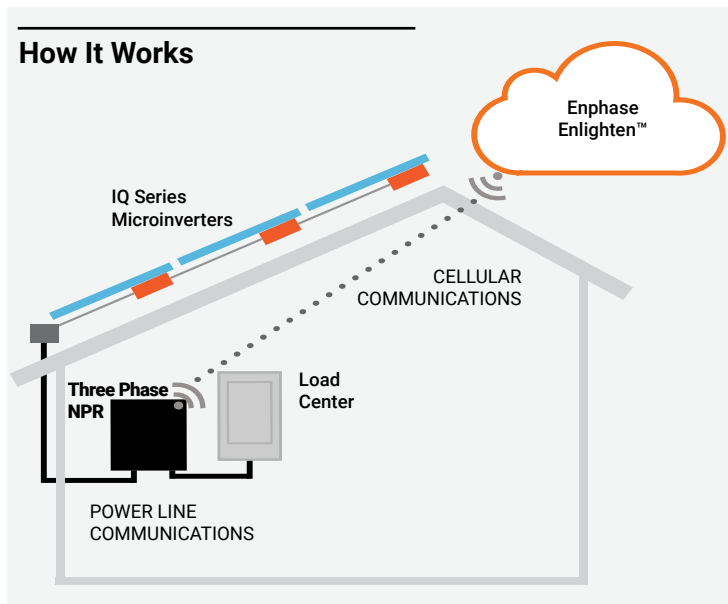 How It Works
Enphase
Enlighten™
IQ Series
Microinverters
CELLULAR
COMMUNICATIONS
Three Phase
NPR
Load
Center
POWER LINE
COMMUNICATIONS